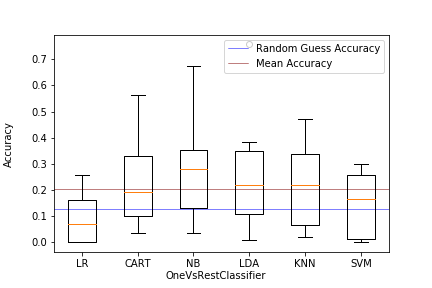 Random Guess Accuracy
Mean Accuracy
Accuracy
0.7
0.6
0.5
0.4
0.3
0.2
0.1
0.0
LR CART NB LDA KNN SVM
OneVsRestClassifier